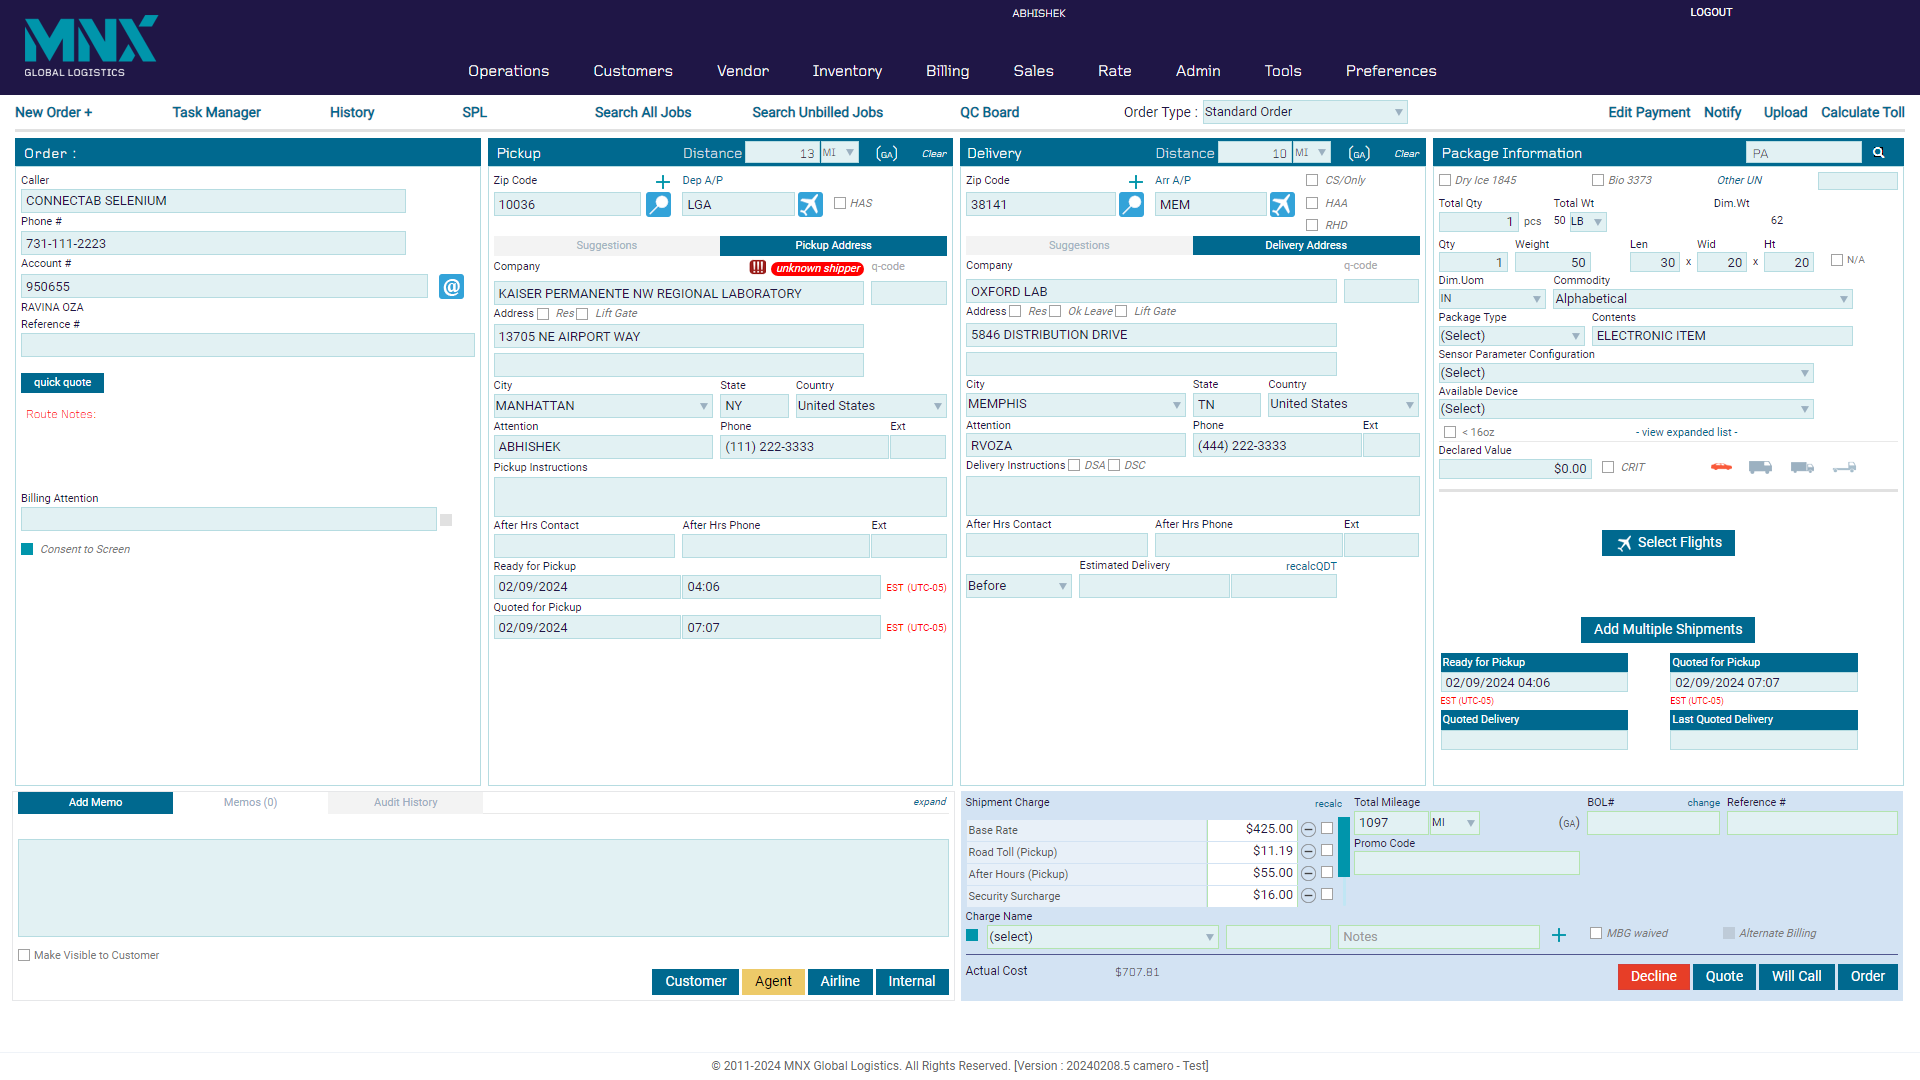 MNX
GLOBAL LOGISTICS
ABHISHEK
LOGOUT
Operations Customers Vendor Inventory Billing Sales Rate Admin Tools Preferences
New Order + Task Manager History SPL Search All Jobs Search Unbilled Jobs QC Board Order Type : Standard Order Edit Payment Notify Upload Calculate Toll
Order :
Caller
CONNECTAB SELENIUM
Phone #
731-111-2223
Account #
950655
@
RAVINA OZA
Reference #
quick quote
Route Notes:
Billing Attention
Consent to Screen
Pickup Distance 13 MI (GA) Clear
Zip Code Dep A/P
10036 LGA HAS
Suggestions Pickup Address
Company unknown shipper q-code
KAISER PERMANENTE NW REGIONAL LABORATORY
Address Res Lift Gate
13705 NE AIRPORT WAY
City State Country
MANHATTAN NY United States
Attention Phone Ext
ABHISHEK (111) 222-3333
Pickup Instructions
After Hrs Contact After Hrs Phone Ext
Ready for Pickup
02/09/2024 04:06 EST (UTC-05)
Quoted for Pickup
02/09/2024 07:07 EST (UTC-05)
Delivery Distance 10 MI (GA) Clear
Zip Code Arr A/P CS/Only
38141 MEM HAA
RHD
Suggestions Delivery Address
Company q-code
OXFORD LAB
Address Res Ok Leave Lift Gate
5846 DISTRIBUTION DRIVE
City State Country
MEMPHIS TN United States
Attention Phone Ext
RVOZA (444) 222-3333
Delivery Instructions DSA DSC
After Hrs Contact After Hrs Phone Ext
Estimated Delivery recalcQDT
Before
Package Information PA
Dry Ice 1845 Bio 3373 Other UN
Total Qty Total Wt Dim.Wt
1 pcs 50 LB 62
Qty Weight Len Wid Ht
1 50 30 x 20 x 20 N/A
Dim.Uom Commodity
IN Alphabetical
Package Type Contents
(Select) ELECTRONIC ITEM
Sensor Parameter Configuration
(Select)
Available Device
(Select)
< 16oz - view expanded list -
Declared Value
$0.00 CRIT
Select Flights
Add Multiple Shipments
Ready for Pickup Quoted for Pickup
02/09/2024 04:06 02/09/2024 07:07
EST (UTC-05) EST (UTC-05)
Quoted Delivery Last Quoted Delivery
Add Memo Memos (0) Audit History expand
Make Visible to Customer
Customer Agent Airline Internal
Shipment Charge recalc Total Mileage BOL# change Reference #
Base Rate $425.00 1097 MI (GA)
Road Toll (Pickup) $11.19 Promo Code
After Hours (Pickup) $55.00
Security Surcharge $16.00
Charge Name
(select) Notes MBG waived Alternate Billing
Actual Cost $707.81
Decline Quote Will Call Order
© 2011-2024 MNX Global Logistics. All Rights Reserved. [Version : 20240208.5 camero - Test]